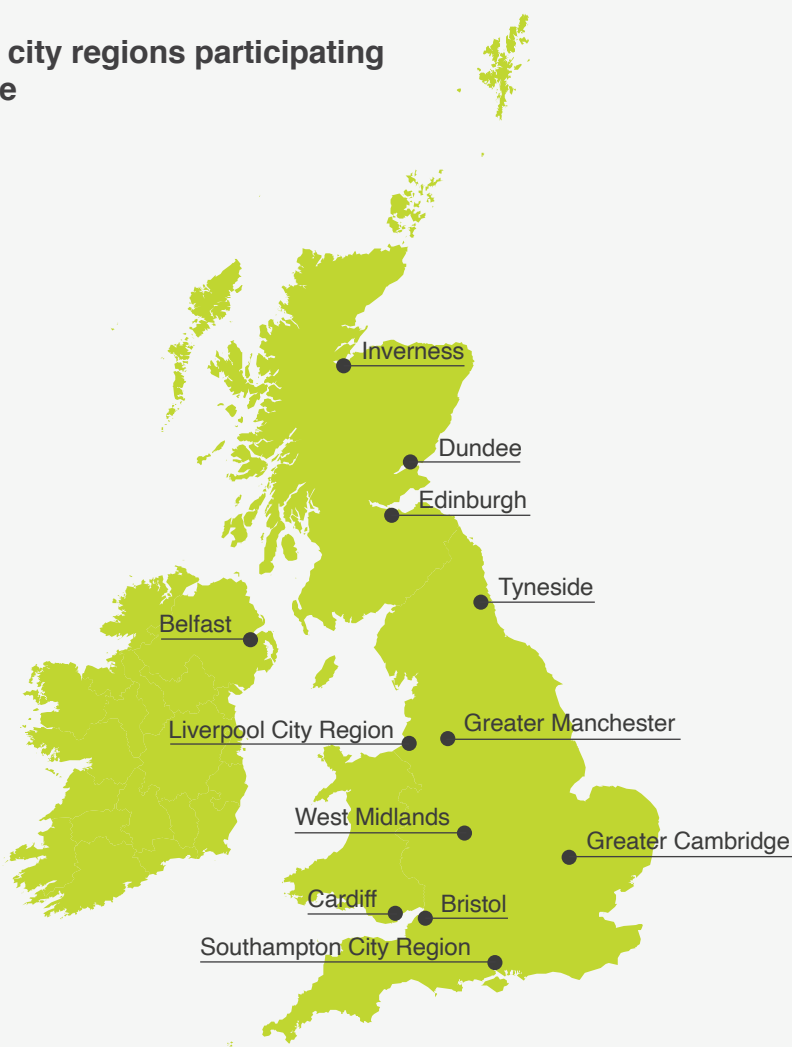 city regions participating
e
Inverness
Dundee
Edinburgh
Tyneside
Belfast
Greater Manchester
Liverpool City Region
West Midlands
Greater Cambridge
Cardiff
Bristol
Southampton City Region